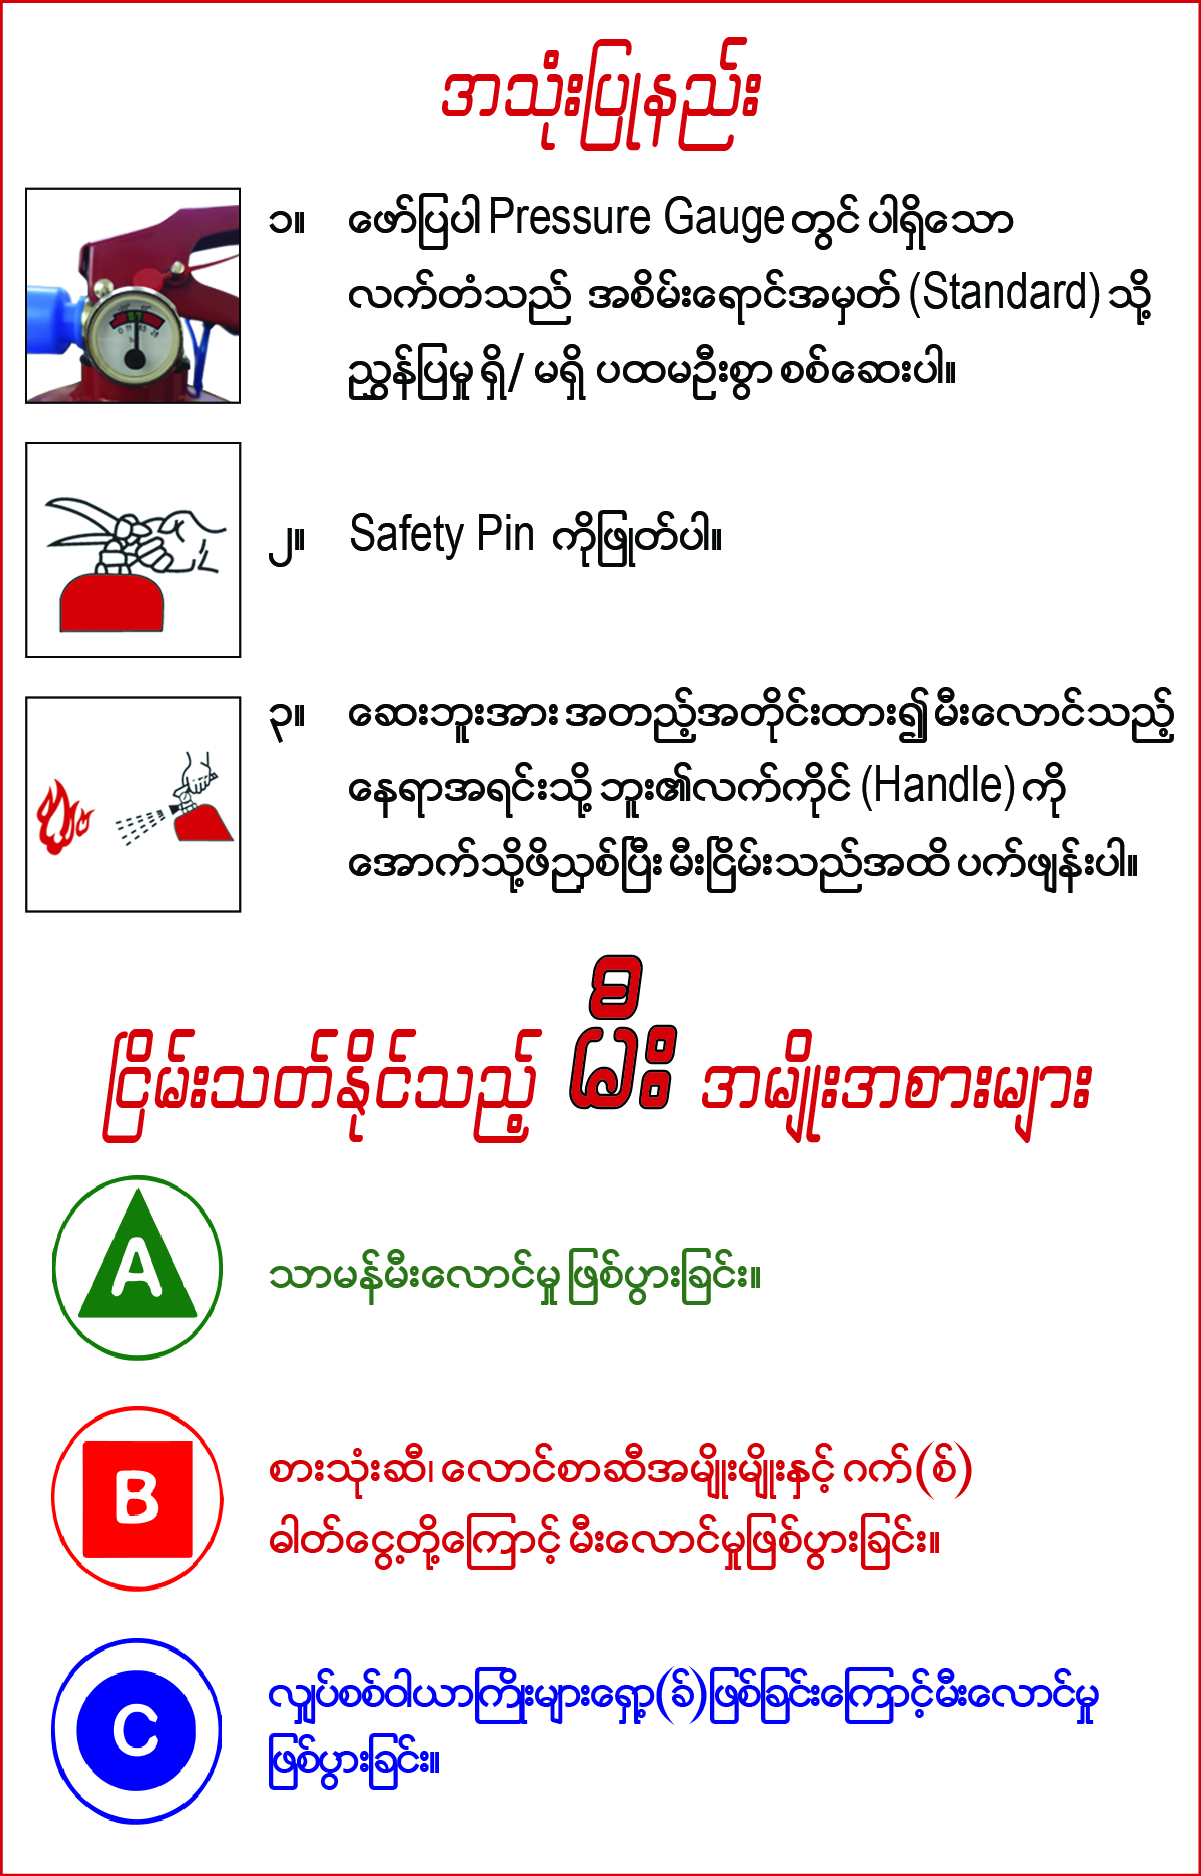 အသုံးပြုနည်း
၁။ ဖော်ပြပါ Pressure Gauge တွင် ပါရှိသော
လက်တံသည် အစိမ်းရောင်အမှတ် (Standard) သို့
ညွှန်ပြမှု ရှိ/ မရှိ ပထမဦးစွာ စစ်ဆေးပါ။
၂။ Safety Pin ကိုဖြုတ်ပါ။
၃။ ဆေးဘူးအား အတည့်အတိုင်းထား၍ မီးလောင်သည့်
နေရာအရင်းသို့ ဘူး၏လက်ကိုင် (Handle) ကို
အောက်သို့ဖိညှစ်ပြီး မီးငြိမ်းသည်အထိ ပက်ဖျန်းပါ။
ငြိမ်းသတ်နိုင်သည့် မီး အမျိုးအစားများ
A
သာမန်မီးလောင်မှု ဖြစ်ပွားခြင်း။
B
စားသုံးဆီ၊ လောင်စာဆီအမျိုးမျိုးနှင့် ဂက်(စ်)
ဓါတ်ငွေ့တို့ကြောင့် မီးလောင်မှုဖြစ်ပွားခြင်း။
C
လျှပ်စစ်ဝါယာကြိုးများရှော့(ခ်)ဖြစ်ခြင်းကြောင့်မီးလောင်မှု
ဖြစ်ပွားခြင်း။